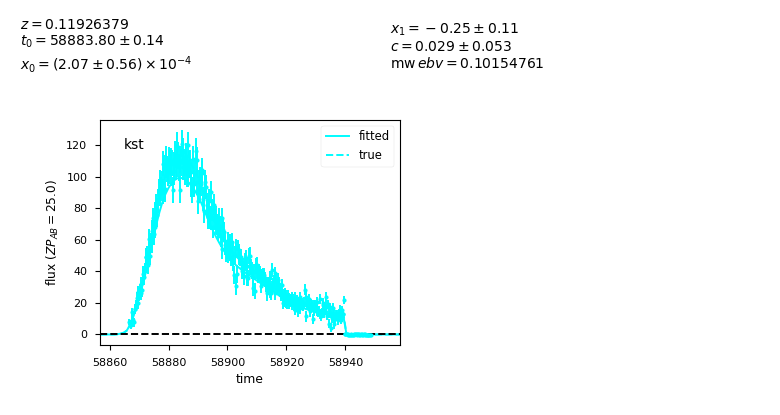 z = 0.11926379
t₀ = 58883.80 ± 0.14
x₀ = (2.07 ± 0.56) × 10⁻⁴
x₁ = −0.25 ± 0.11
c = 0.029 ± 0.053
mw ebv = 0.10154761
kst
fitted
true
120
100
80
60
40
20
0
flux (ZP_AB = 25.0)
58860 58880 58900 58920 58940
time